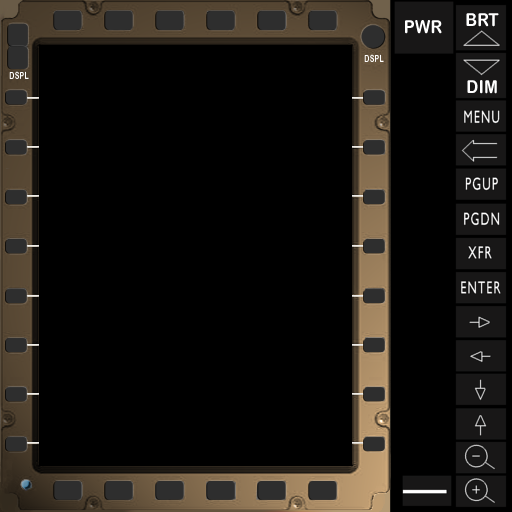 PWR
BRT
DSPL
DSPL
DIM
MENU
PGUP
PGDN
XFR
ENTER